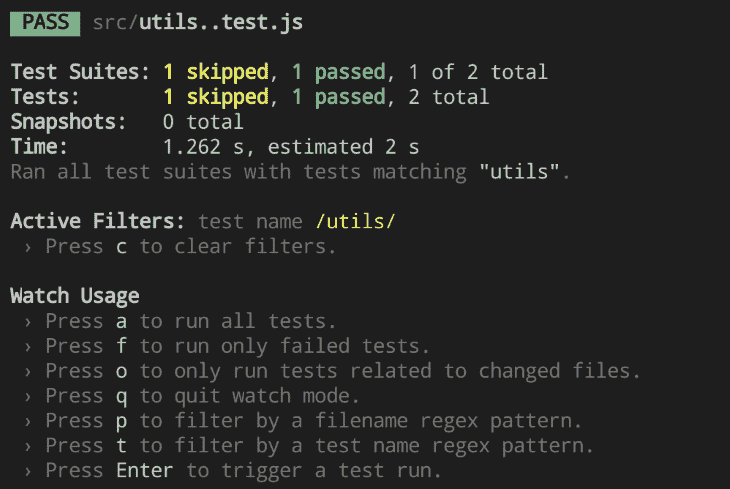 PASS src/utils..test.js
Test Suites: 1 skipped, 1 passed, 1 of 2 total
Tests: 1 skipped, 1 passed, 2 total
Snapshots: 0 total
Time: 1.262 s, estimated 2 s
Ran all test suites with tests matching "utils".
Active Filters: test name /utils/
› Press c to clear filters.
Watch Usage
› Press a to run all tests.
› Press f to run only failed tests.
› Press o to only run tests related to changed files.
› Press q to quit watch mode.
› Press p to filter by a filename regex pattern.
› Press t to filter by a test name regex pattern.
› Press Enter to trigger a test run.